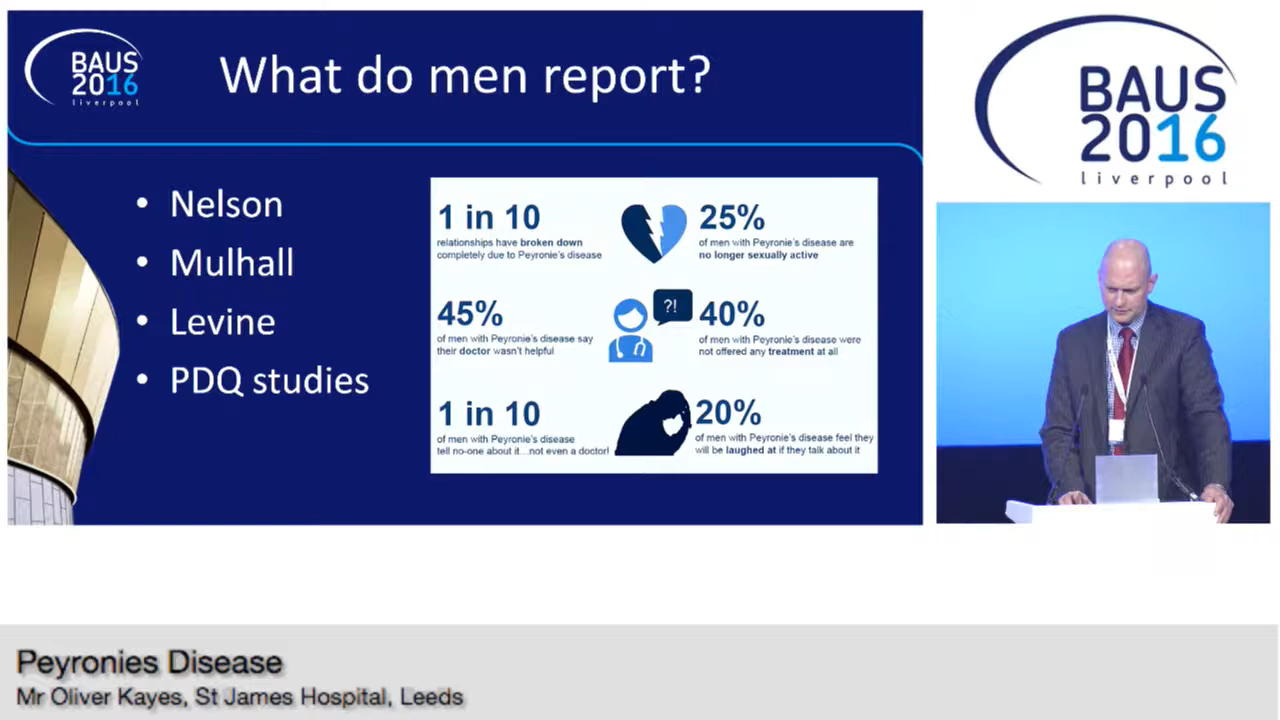 BAUS
2016
liverpool
What do men report?
• Nelson
• Mulhall
• Levine
• PDQ studies
1 in 10
relationships have broken down
completely due to Peyronie's disease
25%
of men with Peyronie's disease are
no longer sexually active
45%
of men with Peyronie's disease say
their doctor wasn't helpful
?!
40%
of men with Peyronie's disease were
not offered any treatment at all
1 in 10
of men with Peyronie's disease
tell no-one about it...not even a doctor!
20%
of men with Peyronie's disease feel they
will be laughed at if they talk about it
BAUS
2016
liverpool
Peyronies Disease
Mr Oliver Kayes, St James Hospital, Leeds